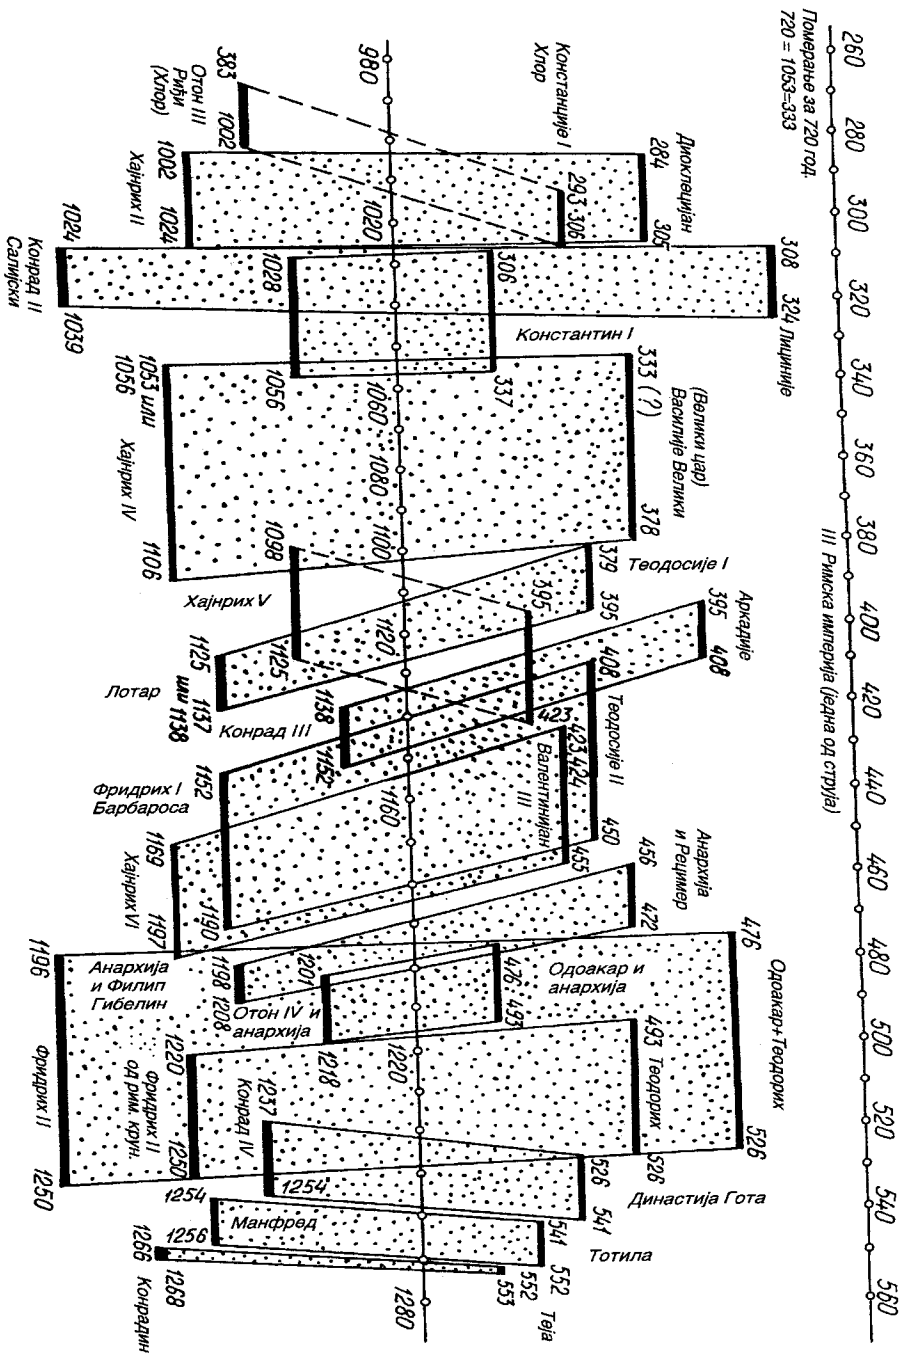 Померање за 720 год.
720 = 1053=333
260
280
300
320
340
360
380
400
420
440
460
480
500
520
540
560
III Римска империја (једна од струја)
Констанције I
Хлор
293
306
Диоклецијан
284
305
308
324
Лициније
306
337
Константин I
333 (?)
378
(Велики цар)
Василије Велики
379
395
Теодосије I
395
423
Аркадије
395
408
408
450
Теодосије II
423
424
455
Валентинијан
III
Анархија
и Рецимер
456
472
476
526
Одоакар+Теодорих
476
493
Одоакар и
анархија
493
526
Теодорих
526
541
Династија Гота
541
552
Тотила
552
553
Теја
980
1020
1060
1080
1100
1120
1160
1220
1280
383
1002
Отон III
Риђи
(Хлор)
1002
1024
Хајнрих II
1024
1039
Конрад II
Салијски
1028
1056
1053 или
1056
1106
Хајнрих IV
1098
1125
Хајнрих V
1125
1137
или 1138
Лотар
1138
1152
Конрад III
1152
1190
Фридрих I
Барбароса
1169
1197
Хајнрих VI
1198
1208
Анархија
и Филип
Гибелин
1201
1218
Отон IV и
анархија
1196
1250
Фридрих II
1220
1250
Фридрих II
од рим. крун.
1237
1254
Конрад IV
1254
1256
Манфред
1266
1268
Конрадин